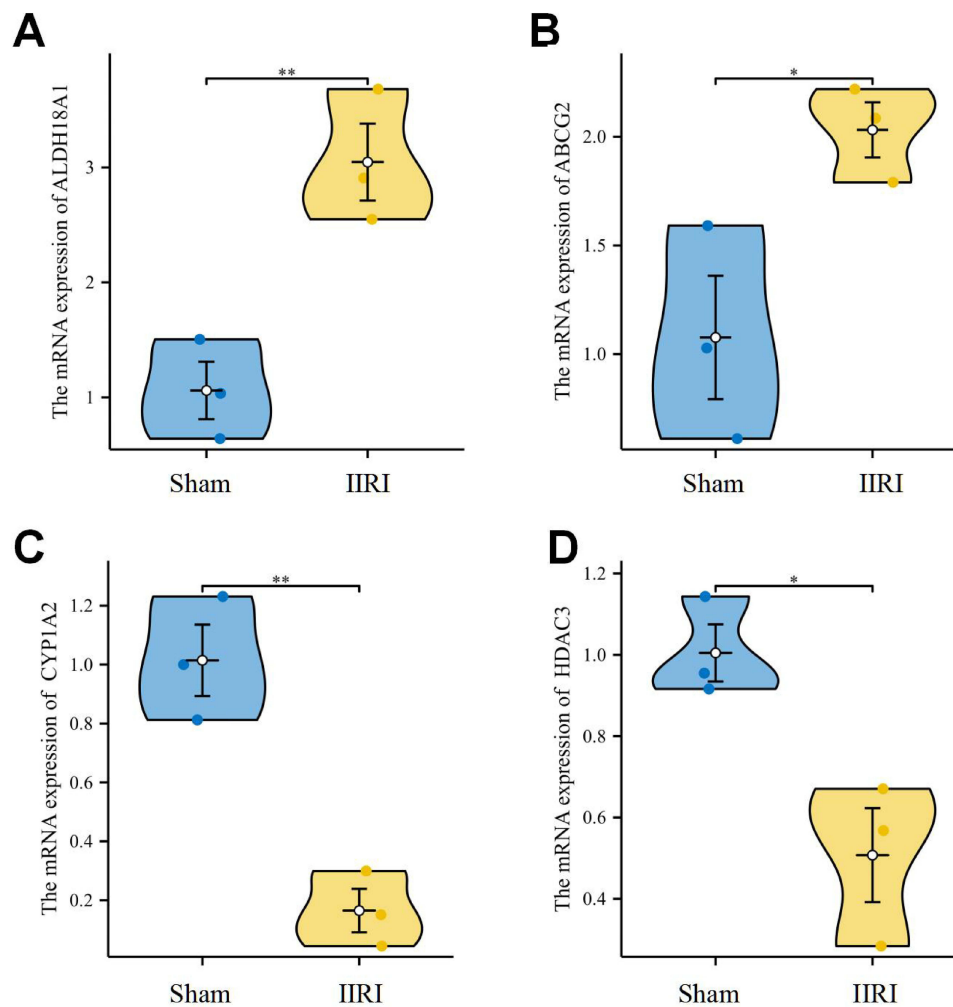 A
The mRNA expression of ALDH18A1
3
2
1
**
Sham
IIRI
B
The mRNA expression of ABCG2
2.0
1.5
1.0
*
Sham
IIRI
C
The mRNA expression of CYP1A2
1.2
1.0
0.8
0.6
0.4
0.2
**
Sham
IIRI
D
The mRNA expression of HDAC3
1.2
1.0
0.8
0.6
0.4
*
Sham
IIRI